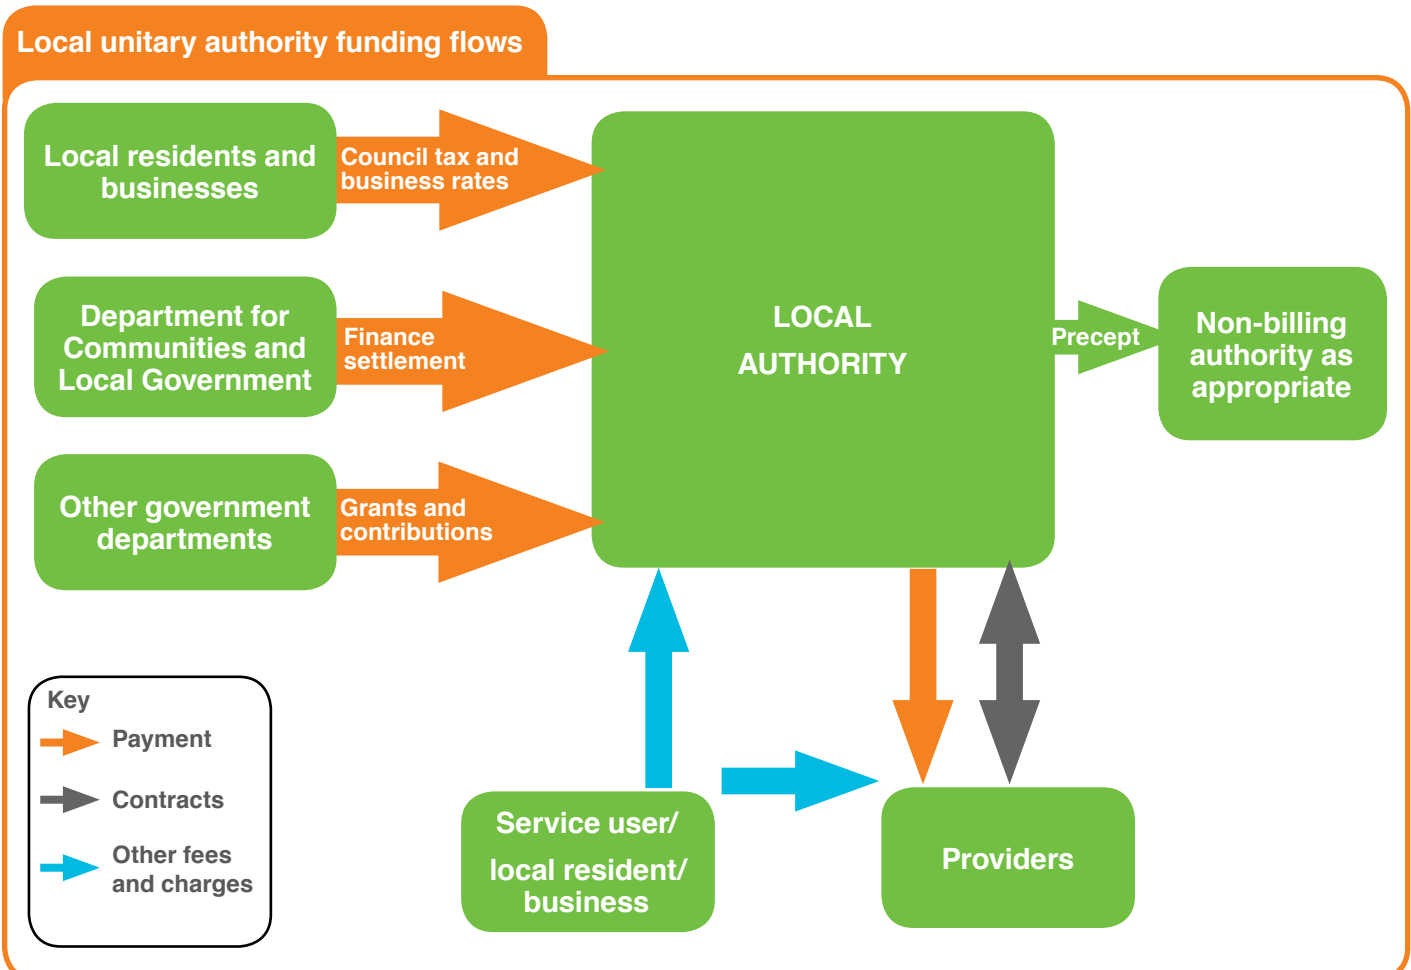 Local unitary authority funding flows
Local residents and
businesses
Council tax and
business rates
Department for
Communities and
Local Government
Finance
settlement
Other government
departments
Grants and
contributions
LOCAL
AUTHORITY
Precept
Non-billing
authority as
appropriate
Key
Payment
Contracts
Other fees
and charges
Service user/
local resident/
business
Providers